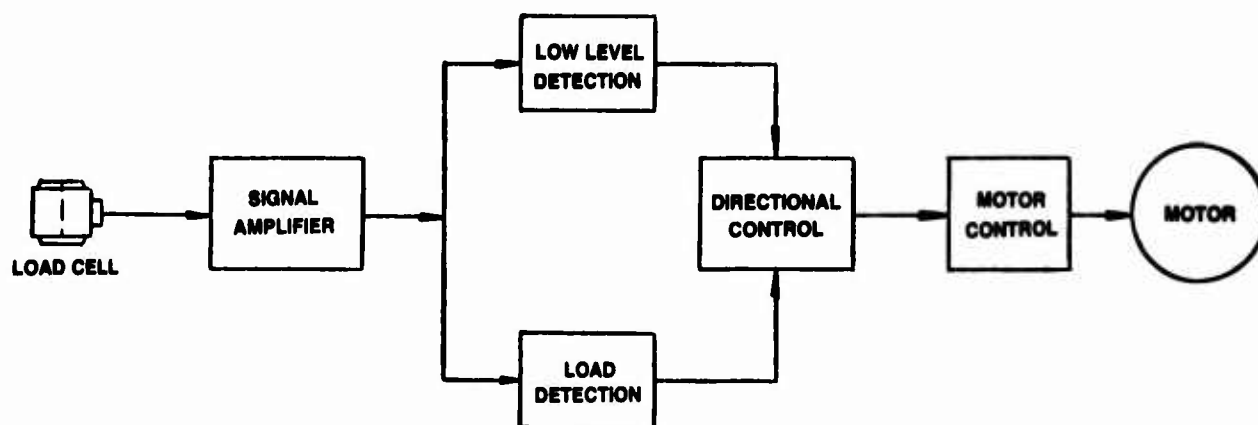 LOAD CELL
SIGNAL
AMPLIFIER
LOW LEVEL
DETECTION
LOAD
DETECTION
DIRECTIONAL
CONTROL
MOTOR
CONTROL
MOTOR